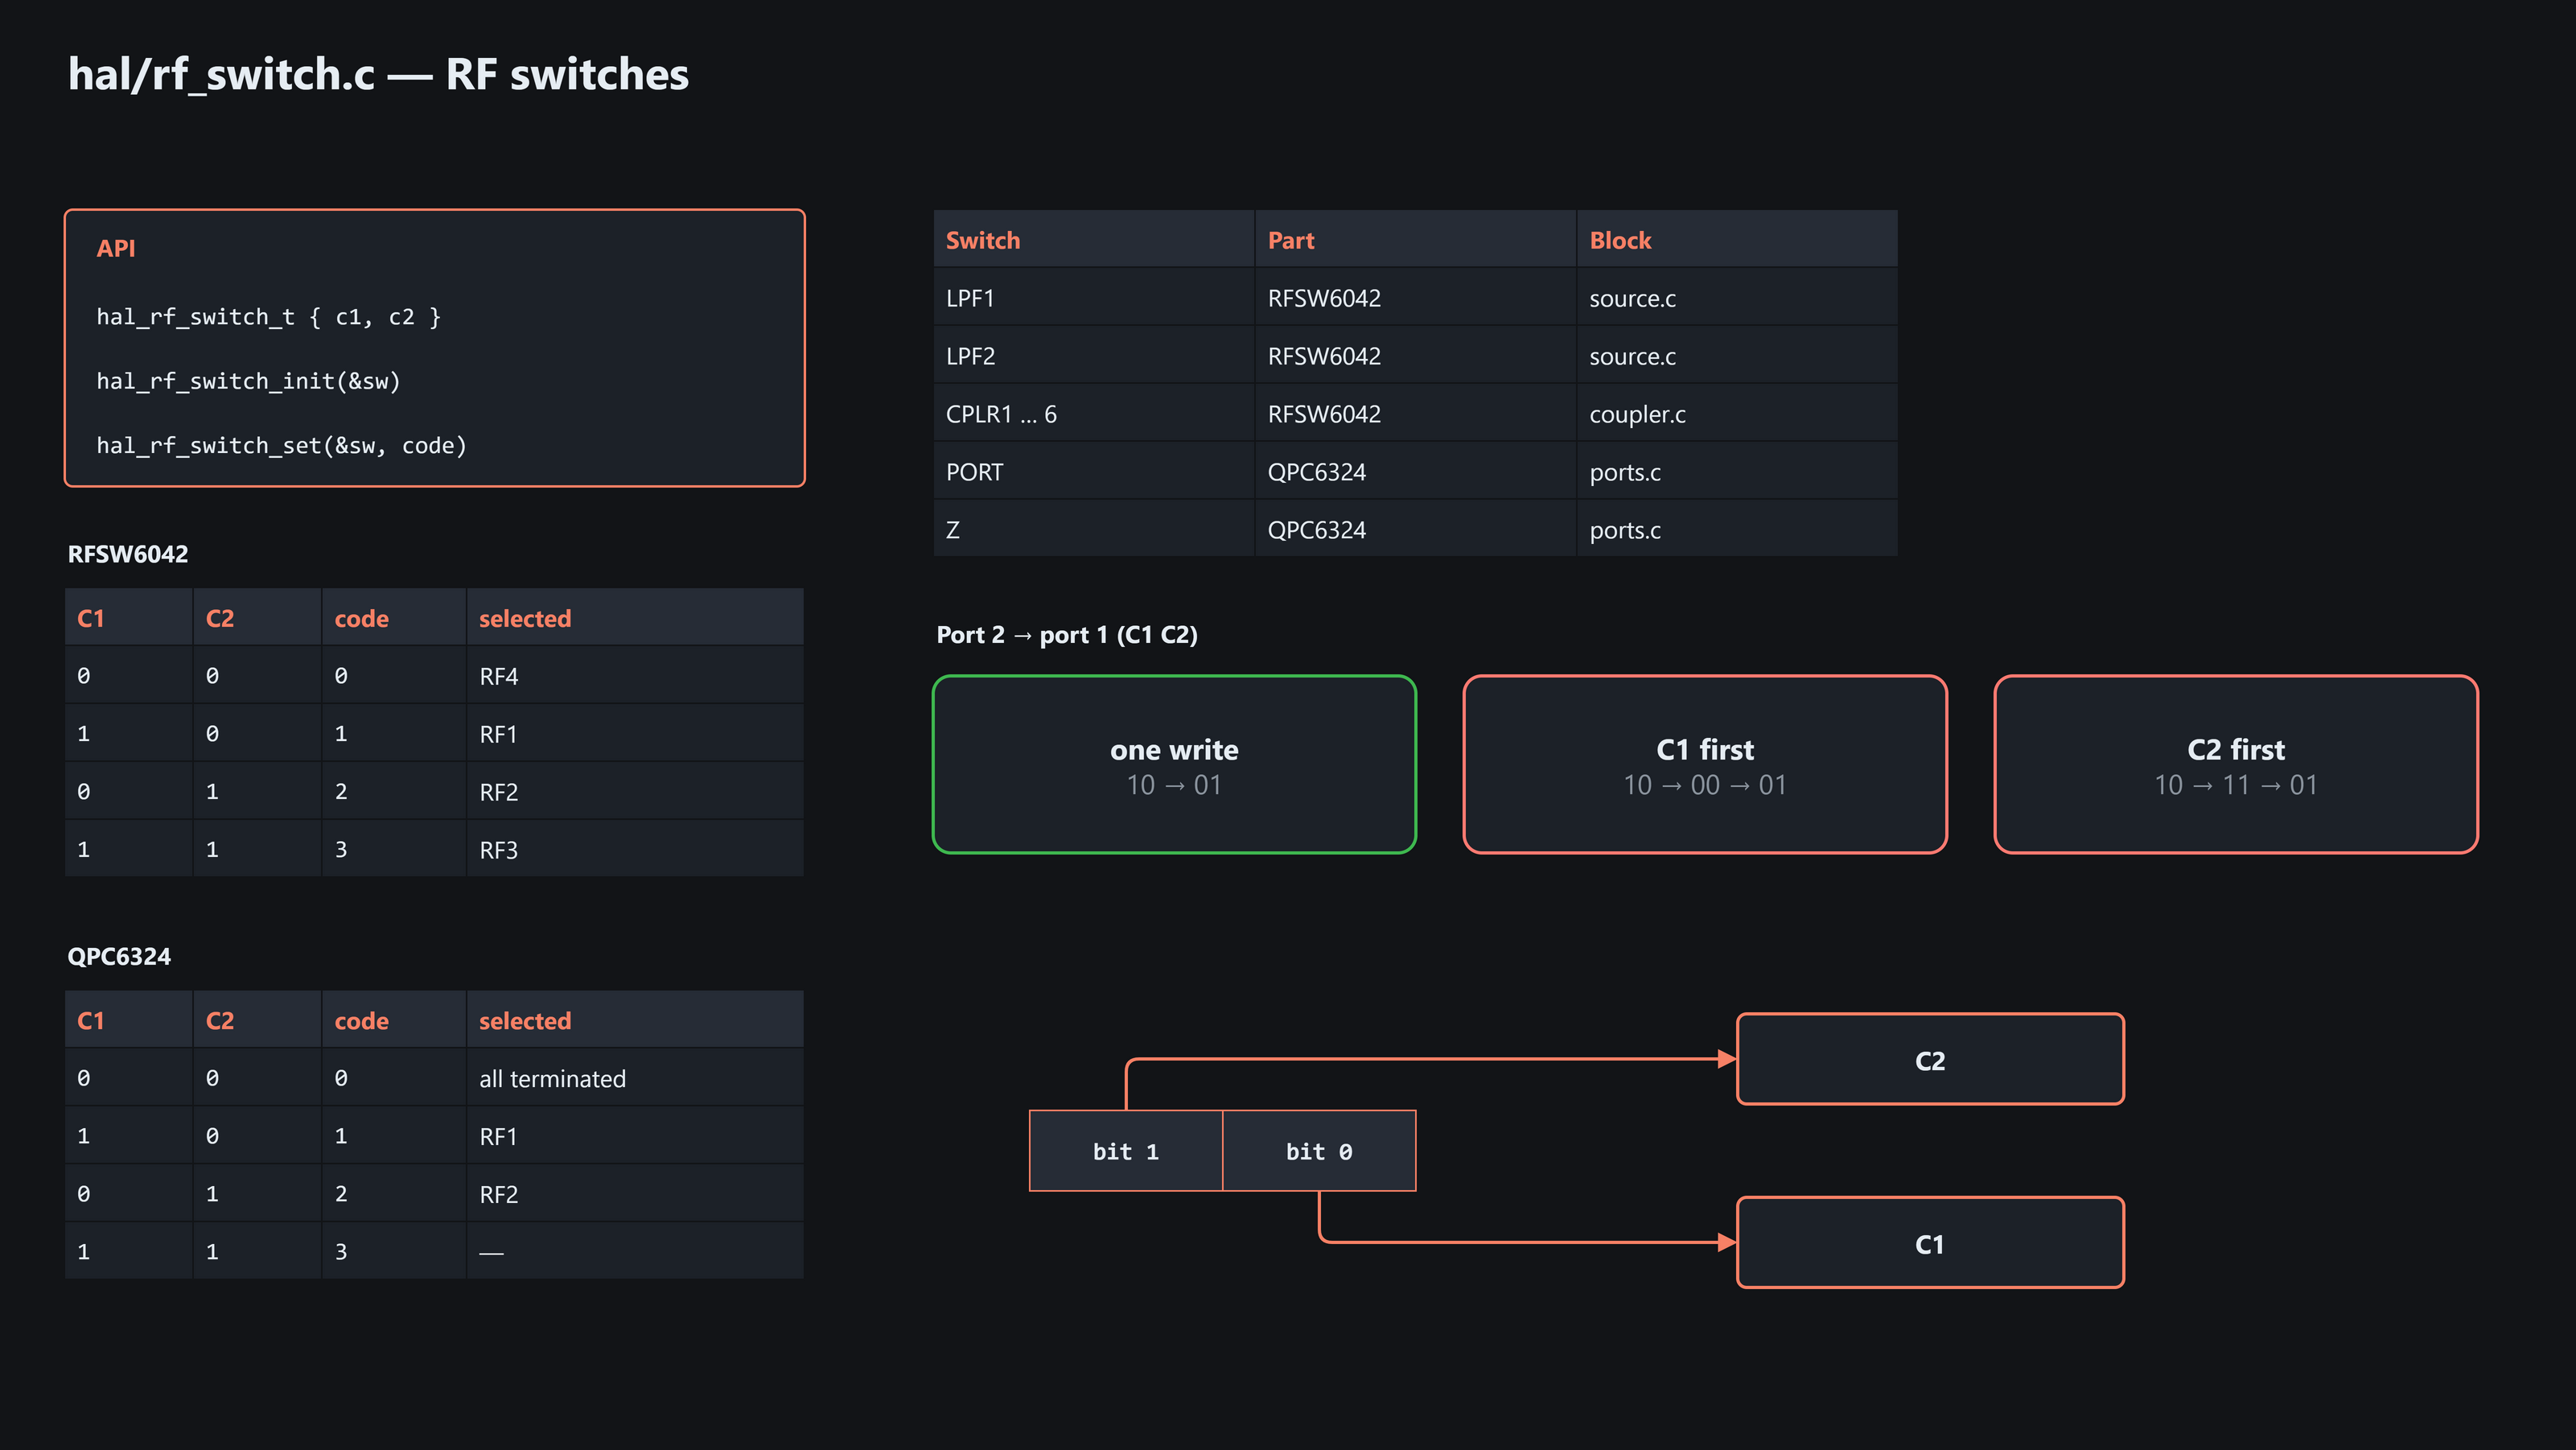 hal/rf_switch.c — RF switches
API
hal_rf_switch_t { c1, c2 }
hal_rf_switch_init(&sw)
hal_rf_switch_set(&sw, code)
RFSW6042
C1 C2 code selected
0 0 0 RF4
1 0 1 RF1
0 1 2 RF2
1 1 3 RF3
QPC6324
C1 C2 code selected
0 0 0 all terminated
1 0 1 RF1
0 1 2 RF2
1 1 3 —
Switch Part Block
LPF1 RFSW6042 source.c
LPF2 RFSW6042 source.c
CPLR1 ... 6 RFSW6042 coupler.c
PORT QPC6324 ports.c
Z QPC6324 ports.c
Port 2 → port 1 (C1 C2)
one write
10 → 01
C1 first
10 → 00 → 01
C2 first
10 → 11 → 01
C2
bit 1 bit 0
C1